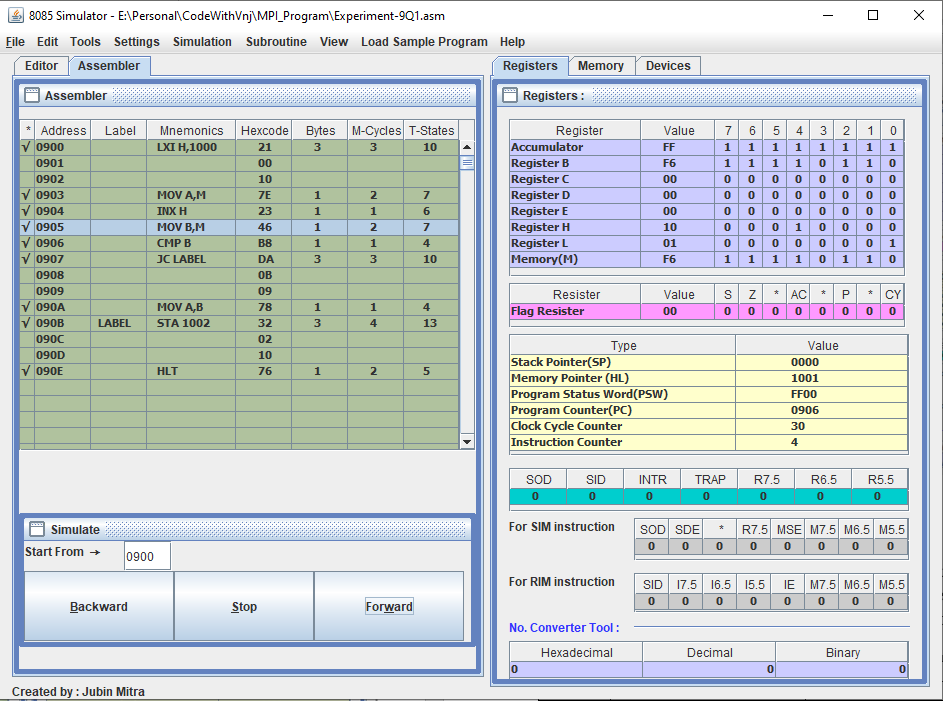 8085 Simulator - E:\Personal\CodeWithVnj\MPI_Program\Experiment-9Q1.asm
File Edit Tools Settings Simulation Subroutine View Load Sample Program Help
Editor Assembler
Assembler
* Address Label Mnemonics Hexcode Bytes M-Cycles T-States
√ 0900 LXI H,1000 21 3 3 10
0901 00
0902 10
√ 0903 MOV A,M 7E 1 2 7
√ 0904 INX H 23 1 1 6
√ 0905 MOV B,M 46 1 2 7
√ 0906 CMP B B8 1 1 4
√ 0907 JC LABEL DA 3 3 10
0908 0B
0909 09
√ 090A MOV A,B 78 1 1 4
√ 090B LABEL STA 1002 32 3 4 13
090C 02
090D 10
√ 090E HLT 76 1 2 5
Simulate
Start From → 0900
Backward Stop Forward
Created by : Jubin Mitra
Registers Memory Devices
Registers :
Register Value 7 6 5 4 3 2 1 0
Accumulator FF 1 1 1 1 1 1 1 1
Register B F6 1 1 1 1 0 1 1 0
Register C 00 0 0 0 0 0 0 0 0
Register D 00 0 0 0 0 0 0 0 0
Register E 00 0 0 0 0 0 0 0 0
Register H 10 0 0 0 1 0 0 0 0
Register L 01 0 0 0 0 0 0 0 1
Memory(M) F6 1 1 1 1 0 1 1 0
Resister Value S Z * AC * P * CY
Flag Resister 00 0 0 0 0 0 0 0 0
Type Value
Stack Pointer(SP) 0000
Memory Pointer (HL) 1001
Program Status Word(PSW) FF00
Program Counter(PC) 0906
Clock Cycle Counter 30
Instruction Counter 4
SOD SID INTR TRAP R7.5 R6.5 R5.5
0 0 0 0 0 0 0
For SIM instruction
SOD SDE * R7.5 MSE M7.5 M6.5 M5.5
0 0 0 0 0 0 0 0
For RIM instruction
SID I7.5 I6.5 I5.5 IE M7.5 M6.5 M5.5
0 0 0 0 0 0 0 0
No. Converter Tool :
Hexadecimal Decimal Binary
0 0 0